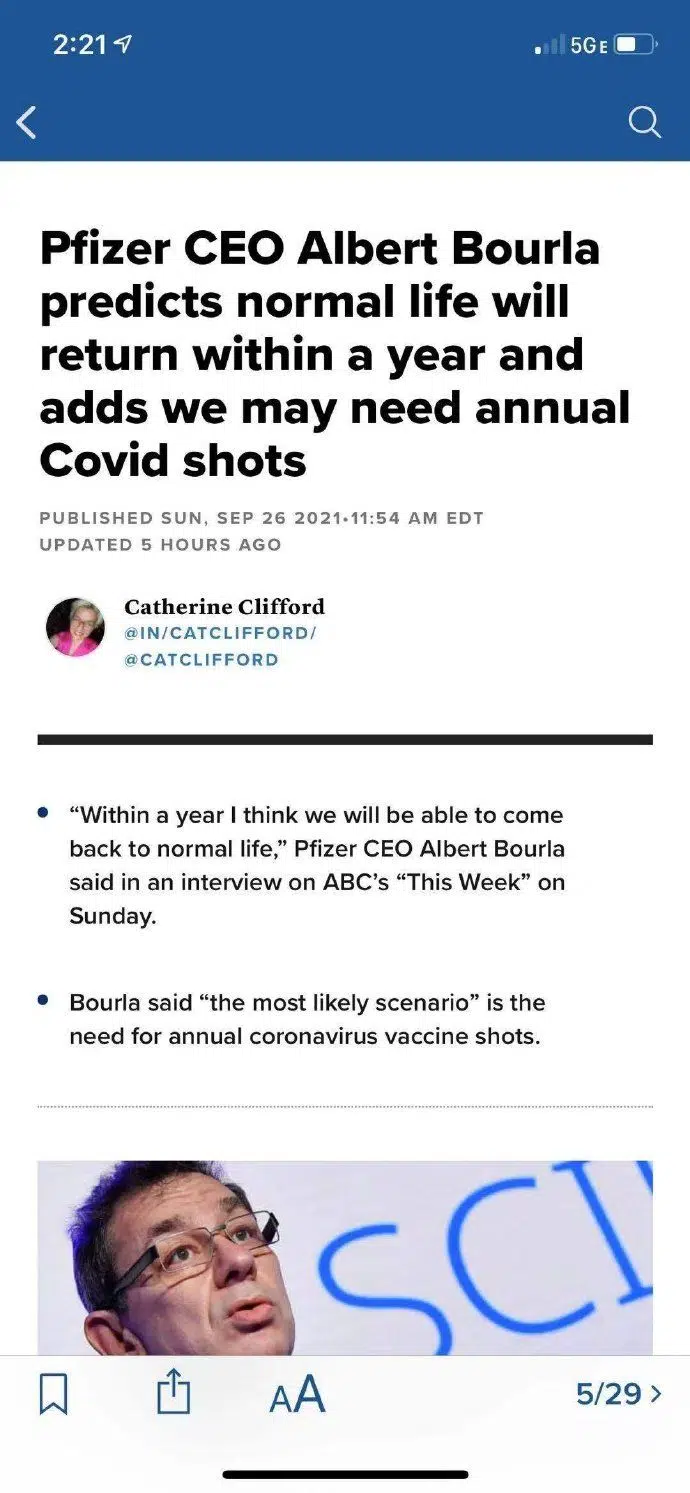 2:21
5GE
Pfizer CEO Albert Bourla
predicts normal life will
return within a year and
adds we may need annual
Covid shots
PUBLISHED SUN, SEP 26 2021•11:54 AM EDT
UPDATED 5 HOURS AGO
Catherine Clifford
@IN/CATCLIFFORD/
@CATCLIFFORD
• “Within a year I think we will be able to come
back to normal life,” Pfizer CEO Albert Bourla
said in an interview on ABC’s “This Week” on
Sunday.
• Bourla said “the most likely scenario” is the
need for annual coronavirus vaccine shots.
SCI
AA
5/29 >